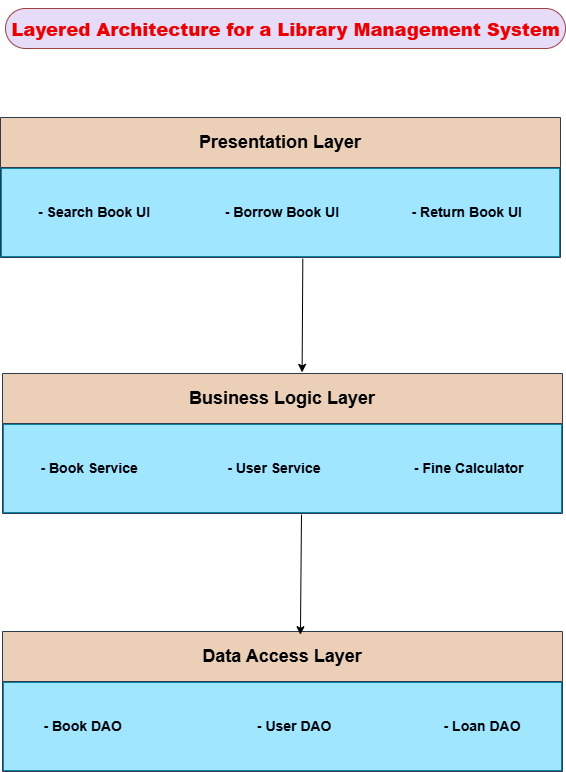 Layered Architecture for a Library Management System
Presentation Layer
- Search Book UI - Borrow Book UI - Return Book UI
Business Logic Layer
- Book Service - User Service - Fine Calculator
Data Access Layer
- Book DAO - User DAO - Loan DAO